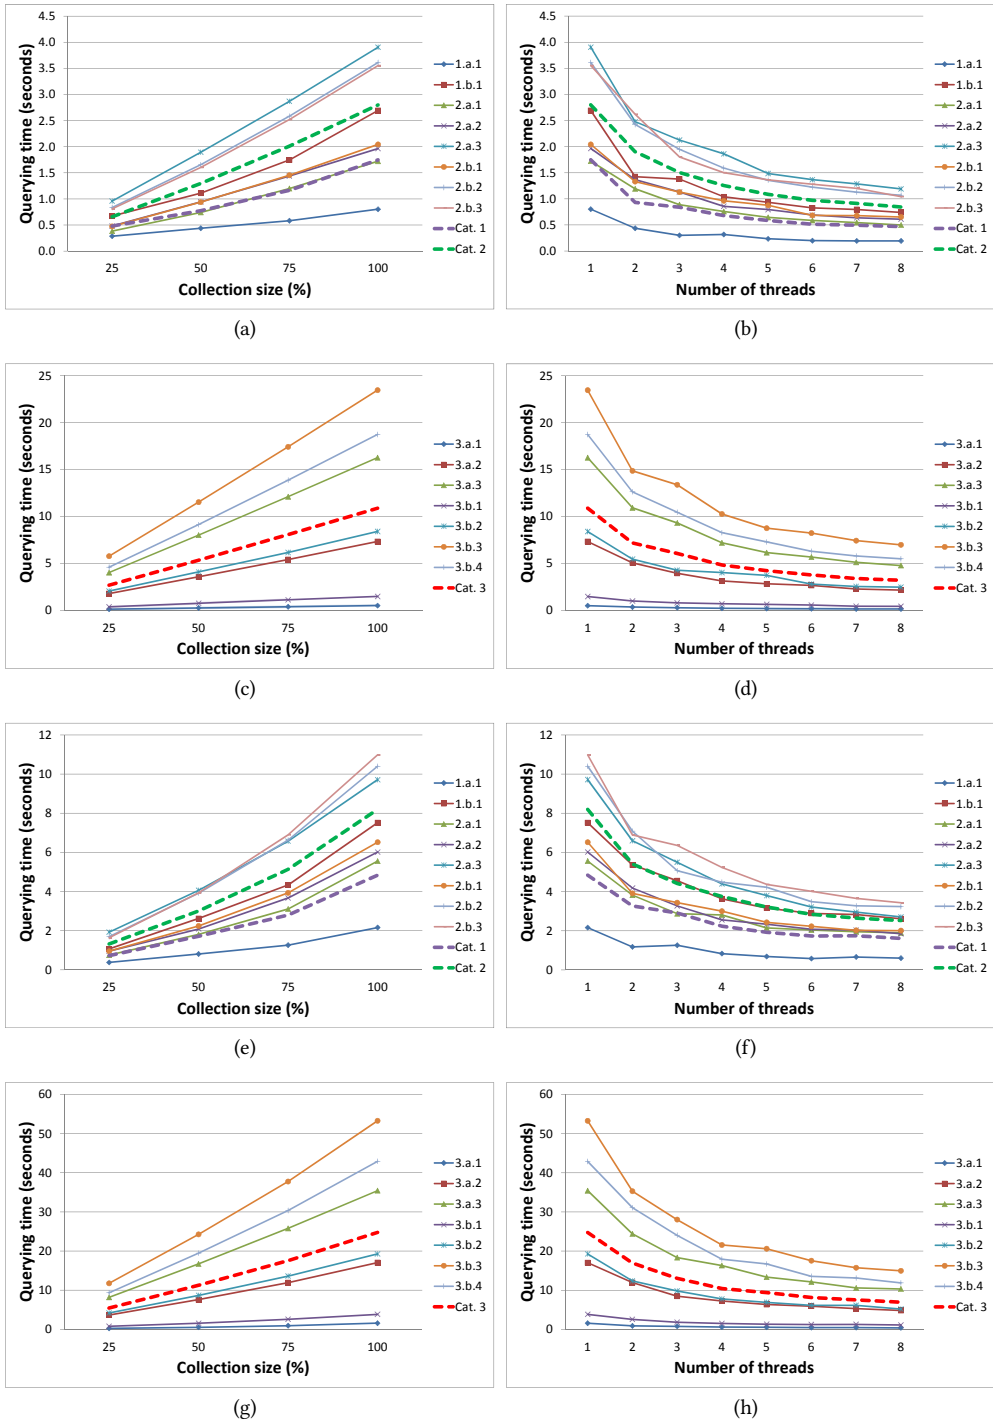 4.5
4.0
3.5
3.0
2.5
2.0
1.5
1.0
0.5
0.0
Querying time (seconds)
25 50 75 100
Collection size (%)
1.a.1
1.b.1
2.a.1
2.a.2
2.a.3
2.b.1
2.b.2
2.b.3
Cat. 1
Cat. 2
(a)
4.5
4.0
3.5
3.0
2.5
2.0
1.5
1.0
0.5
0.0
Querying time (seconds)
1 2 3 4 5 6 7 8
Number of threads
1.a.1
1.b.1
2.a.1
2.a.2
2.a.3
2.b.1
2.b.2
2.b.3
Cat. 1
Cat. 2
(b)
25
20
15
10
5
0
Querying time (seconds)
25 50 75 100
Collection size (%)
3.a.1
3.a.2
3.a.3
3.b.1
3.b.2
3.b.3
3.b.4
Cat. 3
(c)
25
20
15
10
5
0
Querying time (seconds)
1 2 3 4 5 6 7 8
Number of threads
3.a.1
3.a.2
3.a.3
3.b.1
3.b.2
3.b.3
3.b.4
Cat. 3
(d)
12
10
8
6
4
2
0
Querying time (seconds)
25 50 75 100
Collection size (%)
1.a.1
1.b.1
2.a.1
2.a.2
2.a.3
2.b.1
2.b.2
2.b.3
Cat. 1
Cat. 2
(e)
12
10
8
6
4
2
0
Querying time (seconds)
1 2 3 4 5 6 7 8
Number of threads
1.a.1
1.b.1
2.a.1
2.a.2
2.a.3
2.b.1
2.b.2
2.b.3
Cat. 1
Cat. 2
(f)
60
50
40
30
20
10
0
Querying time (seconds)
25 50 75 100
Collection size (%)
3.a.1
3.a.2
3.a.3
3.b.1
3.b.2
3.b.3
3.b.4
Cat. 3
(g)
60
50
40
30
20
10
0
Querying time (seconds)
1 2 3 4 5 6 7 8
Number of threads
3.a.1
3.a.2
3.a.3
3.b.1
3.b.2
3.b.3
3.b.4
Cat. 3
(h)